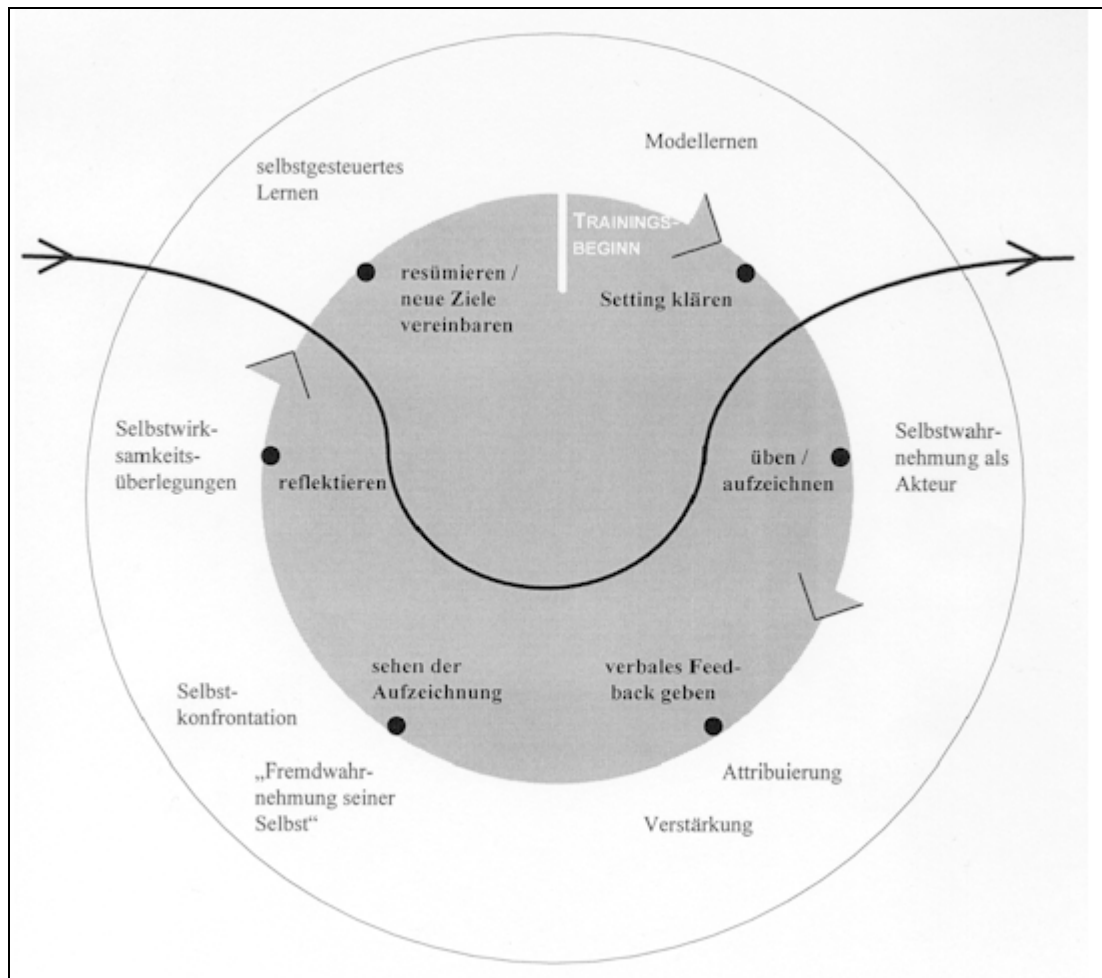 Modellernen
selbstgesteuertes
Lernen
TRAININGS-
BEGINN
resümieren /
neue Ziele
vereinbaren
Setting klären
Selbstwirk-
samkeits-
überlegungen
reflektieren
üben /
aufzeichnen
Selbstwahr-
nehmung als
Akteur
sehen der
Aufzeichnung
verbales Feed-
back geben
Selbst-
konfrontation
„Fremdwahr-
nehmung seiner
Selbst“
Attribuierung
Verstärkung